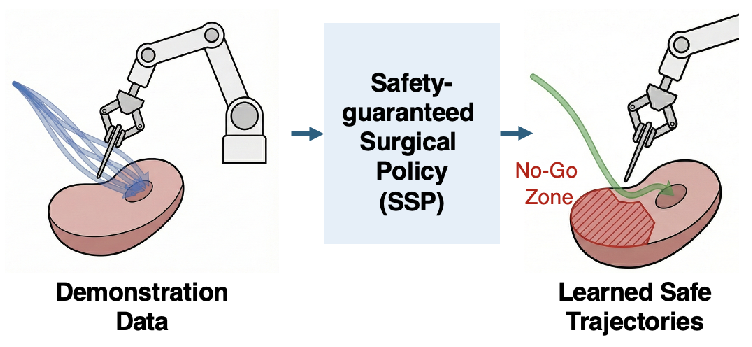 Safety-
guaranteed
Surgical
Policy
(SSP)
No-Go
Zone
Demonstration
Data
Learned Safe
Trajectories